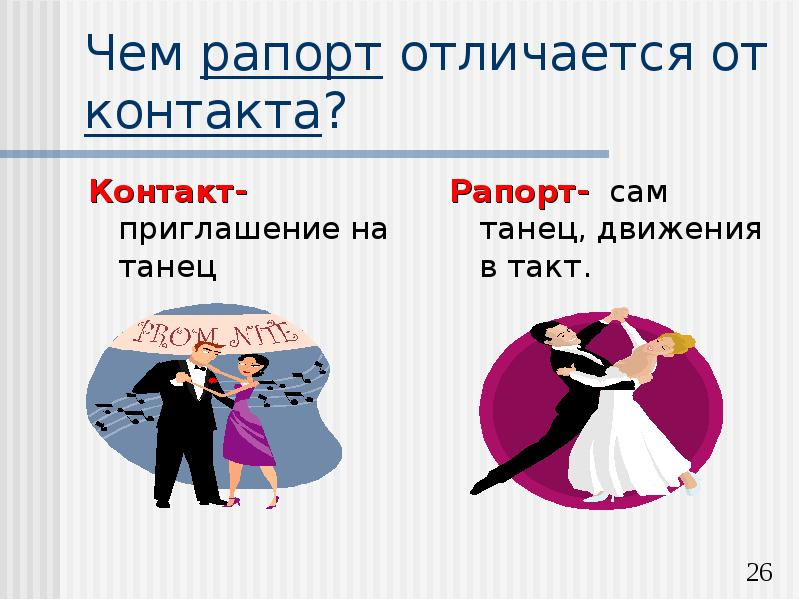 Чем рапорт отличается от
контакта?
Контакт-
приглашение на
танец
Рапорт- сам
танец, движения
в такт.
PROM NITE
26